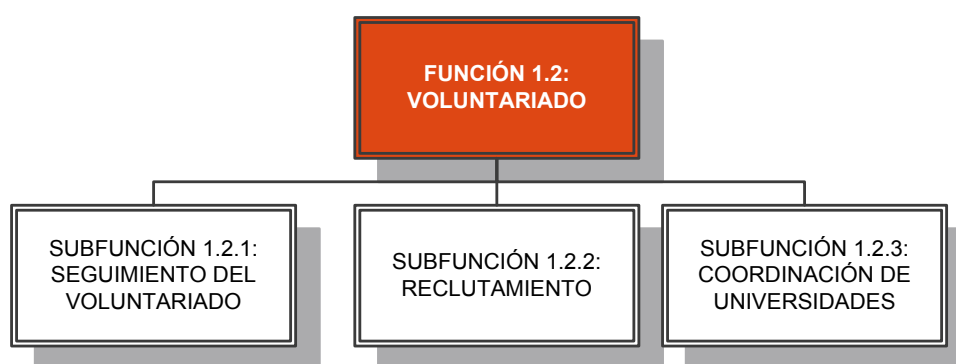 FUNCIÓN 1.2:
VOLUNTARIADO
SUBFUNCIÓN 1.2.1:
SEGUIMIENTO DEL
VOLUNTARIADO
SUBFUNCIÓN 1.2.2:
RECLUTAMIENTO
SUBFUNCIÓN 1.2.3:
COORDINACIÓN DE
UNIVERSIDADES